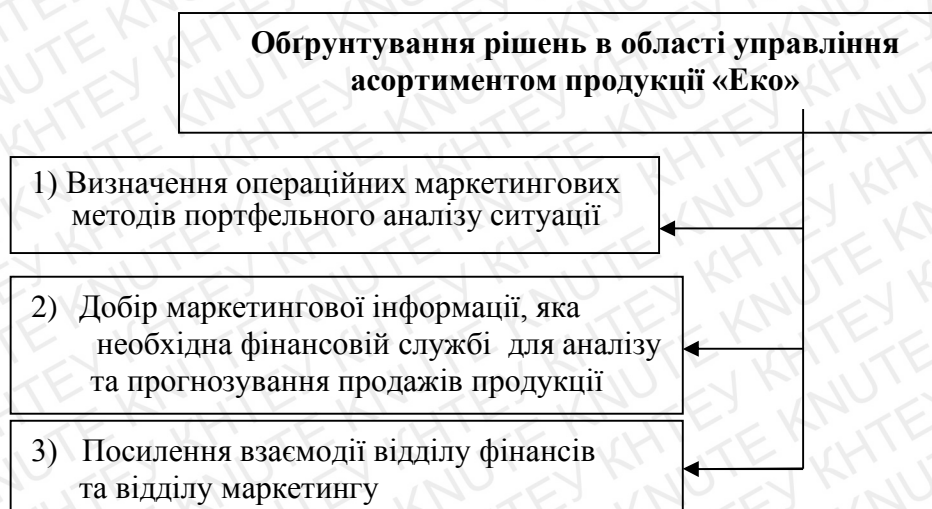 Обґрунтування рішень в області управління
асортиментом продукції «Еко»
1) Визначення операційних маркетингових
методів портфельного аналізу ситуації
2) Добір маркетингової інформації, яка
необхідна фінансовій службі для аналізу
та прогнозування продажів продукції
3) Посилення взаємодії відділу фінансів
та відділу маркетингу